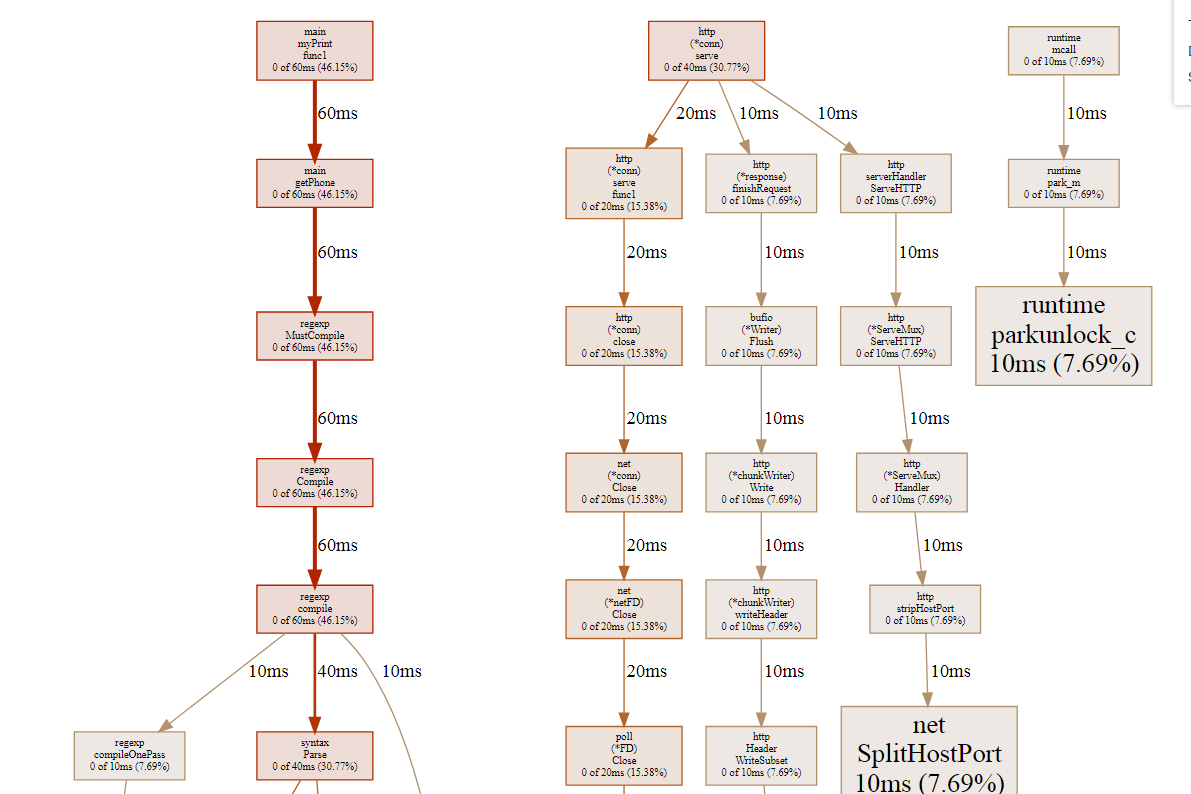 main
myPrint
func1
0 of 60ms (46.15%)
http
(*conn)
serve
0 of 40ms (30.77%)
runtime
mcall
0 of 10ms (7.69%)
60ms
20ms
10ms
10ms
10ms
main
getPhone
0 of 60ms (46.15%)
http
(*conn)
serve
func1
0 of 20ms (15.38%)
http
(*response)
finishRequest
0 of 10ms (7.69%)
http
serverHandler
ServeHTTP
0 of 10ms (7.69%)
runtime
park_m
0 of 10ms (7.69%)
60ms
20ms
10ms
10ms
10ms
regexp
MustCompile
0 of 60ms (46.15%)
http
(*conn)
close
0 of 20ms (15.38%)
bufio
(*Writer)
Flush
0 of 10ms (7.69%)
http
(*ServeMux)
ServeHTTP
0 of 10ms (7.69%)
runtime
parkunlock_c
10ms (7.69%)
60ms
20ms
10ms
10ms
regexp
Compile
0 of 60ms (46.15%)
net
(*conn)
Close
0 of 20ms (15.38%)
http
(*chunkWriter)
Write
0 of 10ms (7.69%)
http
(*ServeMux)
Handler
0 of 10ms (7.69%)
60ms
20ms
10ms
10ms
regexp
compile
0 of 60ms (46.15%)
net
(*netFD)
Close
0 of 20ms (15.38%)
http
(*chunkWriter)
writeHeader
0 of 10ms (7.69%)
http
stripHostPort
0 of 10ms (7.69%)
10ms
40ms
10ms
20ms
10ms
10ms
regexp
compileOnePass
0 of 10ms (7.69%)
syntax
Parse
0 of 40ms (30.77%)
poll
(*FD)
Close
0 of 20ms (15.38%)
http
Header
WriteSubset
0 of 10ms (7.69%)
net
SplitHostPort
10ms (7.69%)